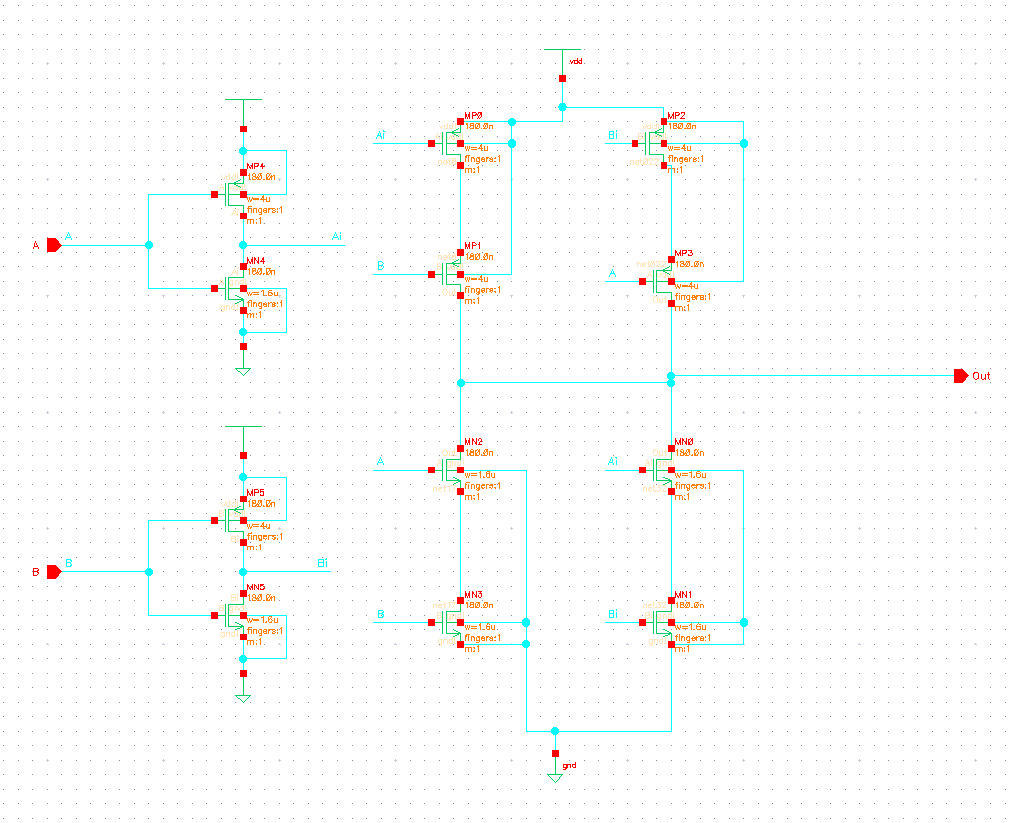 vdd
MP0
180.0n
Ai
w=4u
fingers:1
m:1
MP2
180.0n
Bi
w=4u
fingers:1
m:1
MP4
180.0n
w=4u
fingers:1
m:1
A
A
Ai
MN4
180.0n
w=1.6u
fingers:1
m:1
MP1
180.0n
B
w=4u
fingers:1
m:1
MP3
180.0n
A
w=4u
fingers:1
m:1
Out
MN2
180.0n
A
w=1.6u
fingers:1
m:1
MN0
180.0n
Ai
w=1.6u
fingers:1
m:1
MP5
180.0n
w=4u
fingers:1
m:1
B
B
Bi
MN5
180.0n
w=1.6u
fingers:1
m:1
MN3
180.0n
B
w=1.6u
fingers:1
m:1
MN1
180.0n
Bi
w=1.6u
fingers:1
m:1
gnd